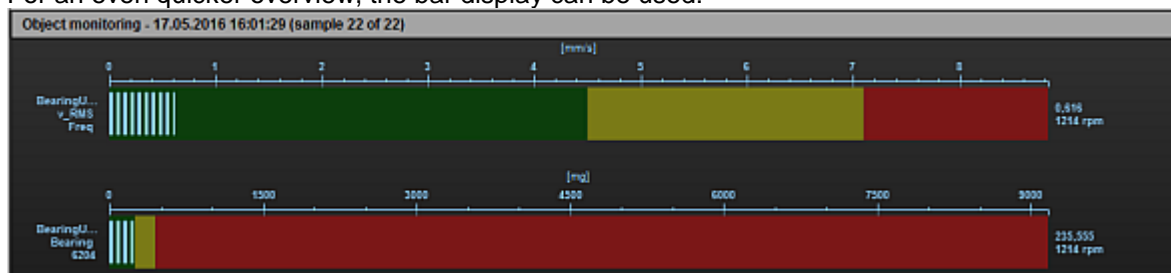 For an even quicker overview, the bar display can be used.
Object monitoring - 17.05.2016 16:01:29 (sample 22 of 22)
[mm/s]
0 1 2 3 4 5 6 7 8
BearingU...
v_RMS
Freq
0,616
1214 rpm
[mg]
0 1500 3000 4500 6000 7500 9000
BearingU...
Bearing
6204
235,555
1214 rpm